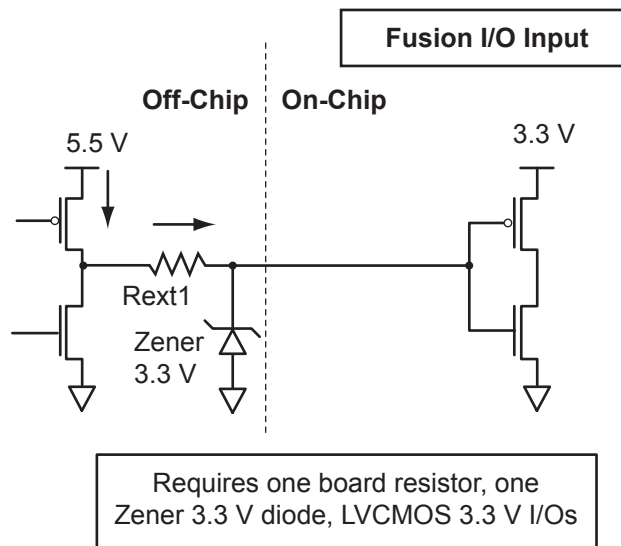 Fusion I/O Input
Off-Chip
On-Chip
5.5 V
3.3 V
Rext1
Zener
3.3 V
Requires one board resistor, one
Zener 3.3 V diode, LVCMOS 3.3 V I/Os